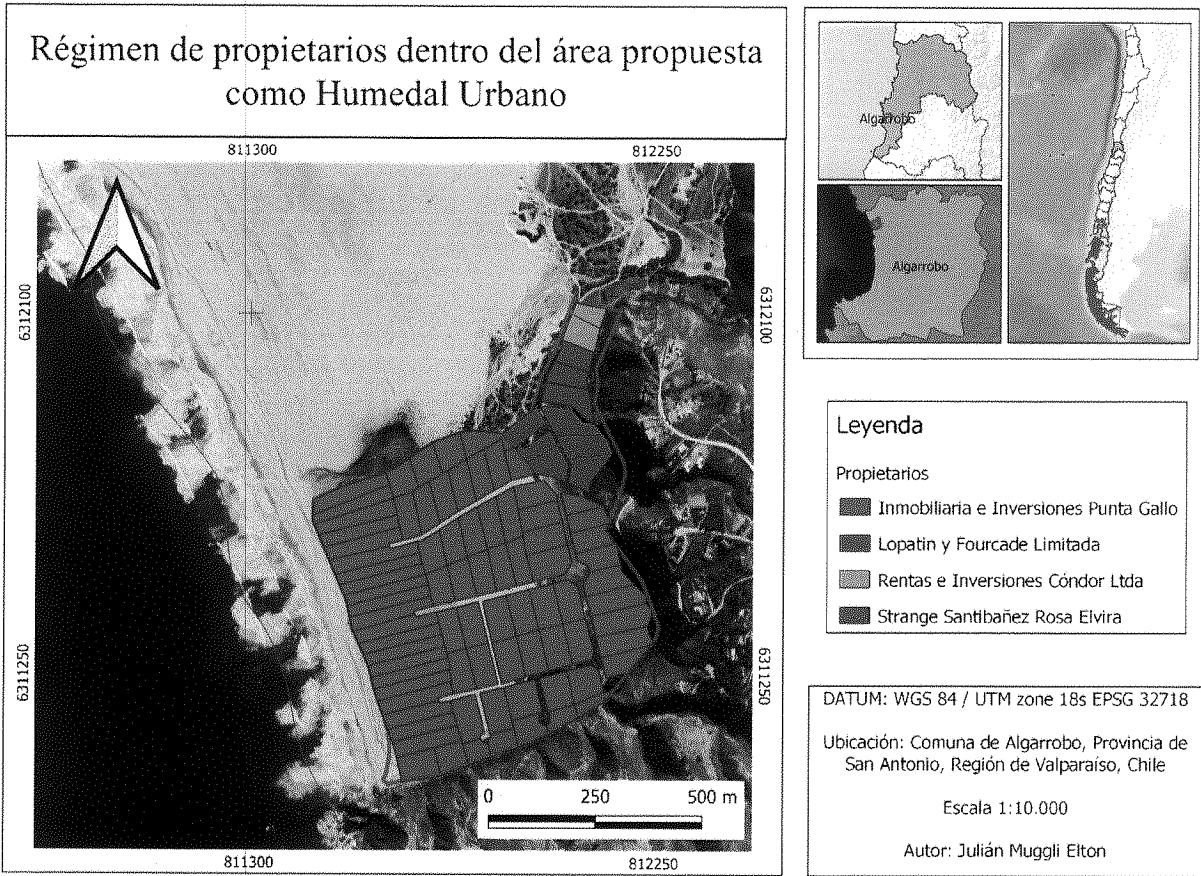 Régimen de propietarios dentro del área propuesta
como Humedal Urbano
811300
812250
6312100
6312100
6311250
6311250
0 250 500 m
811300
812250
Algarrobo
Algarrobo
Leyenda
Propietarios
Inmobiliaria e Inversiones Punta Gallo
Lopatin y Fourcade Limitada
Rentas e Inversiones Cóndor Ltda
Strange Santibañez Rosa Elvira
DATUM: WGS 84 / UTM zone 18s EPSG 32718
Ubicación: Comuna de Algarrobo, Provincia de
San Antonio, Región de Valparaíso, Chile
Escala 1:10.000
Autor: Julián Muggli Elton